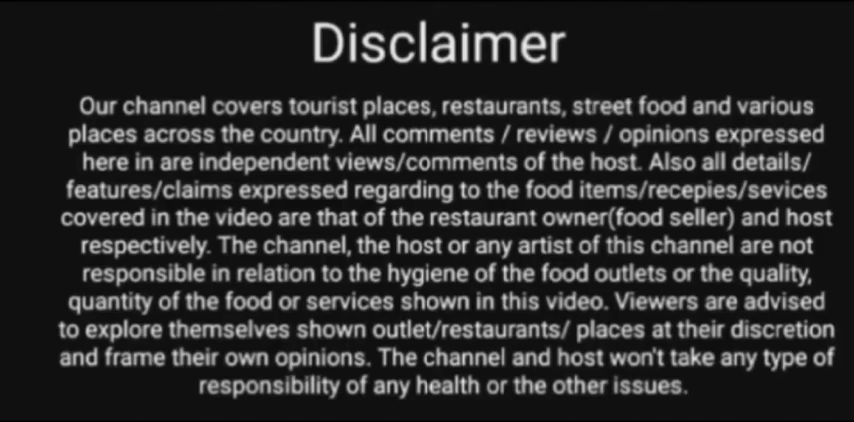 Disclaimer
Our channel covers tourist places, restaurants, street food and various
places across the country. All comments / reviews / opinions expressed
here in are independent views/comments of the host. Also all details/
features/claims expressed regarding to the food items/recepies/sevices
covered in the video are that of the restaurant owner(food seller) and host
respectively. The channel, the host or any artist of this channel are not
responsible in relation to the hygiene of the food outlets or the quality,
quantity of the food or services shown in this video. Viewers are advised
to explore themselves shown outlet/restaurants/ places at their discretion
and frame their own opinions. The channel and host won't take any type of
responsibility of any health or the other issues.